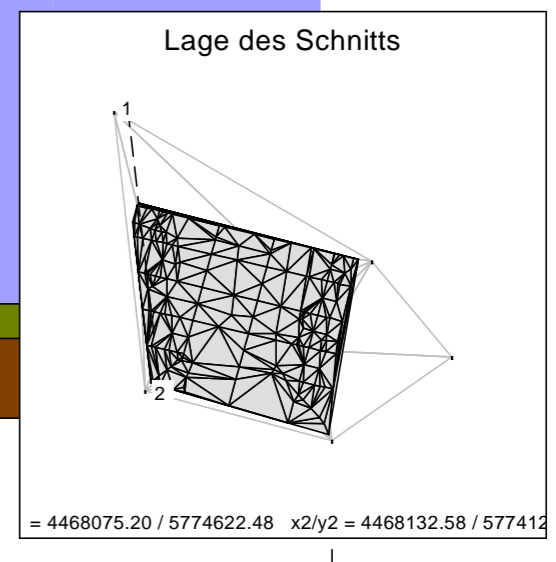 Lage des Schnitts
1
2
= 4468075.20 / 5774622.48 x2/y2 = 4468132.58 / 577412